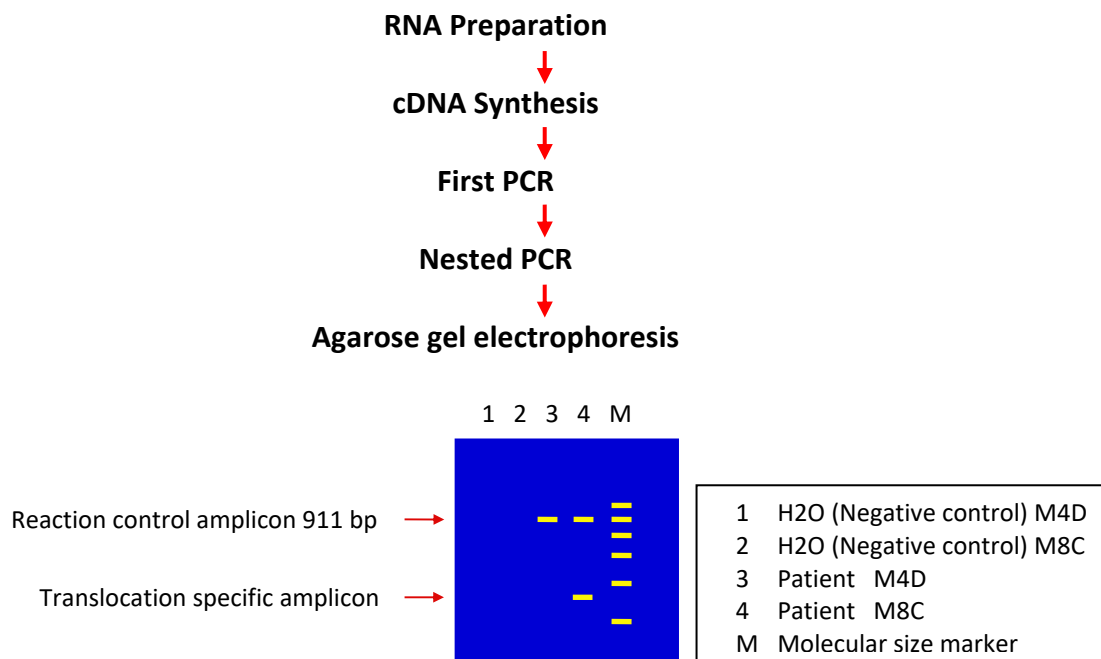 RNA Preparation
cDNA Synthesis
First PCR
Nested PCR
Agarose gel electrophoresis
1 2 3 4 M
Reaction control amplicon 911 bp
Translocation specific amplicon
1 H2O (Negative control) M4D
2 H2O (Negative control) M8C
3 Patient M4D
4 Patient M8C
M Molecular size marker